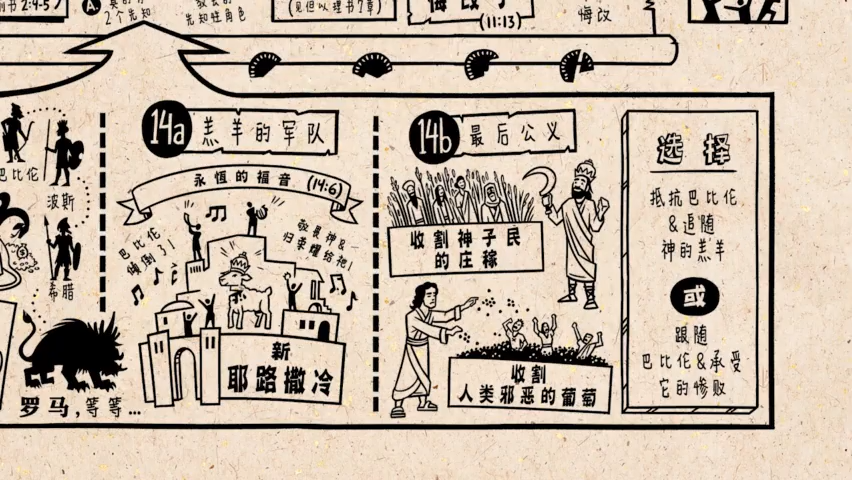 2:4-5)
A
2个先知
先知性角色
(见但以理书7章)
悔改了
(11:13)
悔改
巴比伦
波斯
希腊
罗马,等等...
14a 羔羊的军队
永恒的福音 (14:6)
巴比伦
倾倒了!
敬畏神&
归荣耀给祂!
新
耶路撒冷
14b 最后公义
收割神子民
的庄稼
收割
人类邪恶的葡萄
选择
抵抗巴比伦
&追随
神的羔羊
或
跟随
巴比伦&承受
它的惨败